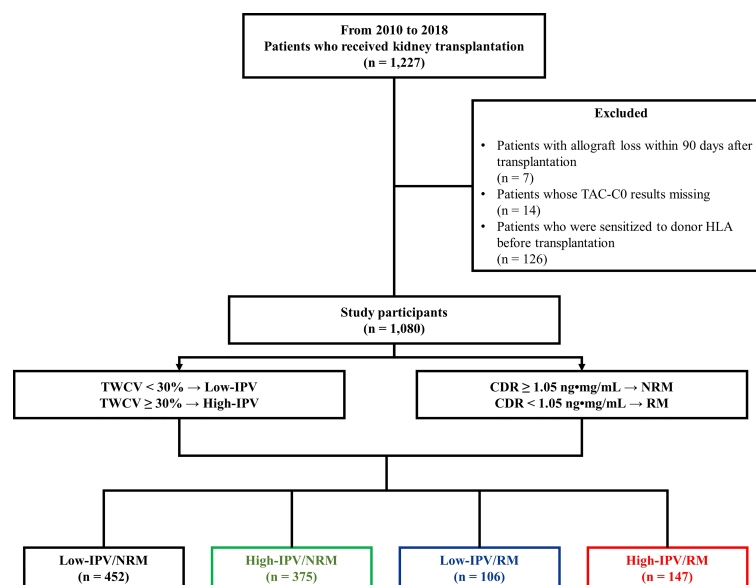 From 2010 to 2018
Patients who received kidney transplantation
(n = 1,227)
Excluded
• Patients with allograft loss within 90 days after
transplantation
(n = 7)
• Patients whose TAC-C0 results missing
(n = 14)
• Patients who were sensitized to donor HLA
before transplantation
(n = 126)
Study participants
(n = 1,080)
TWCV < 30% → Low-IPV
TWCV ≥ 30% → High-IPV
CDR ≥ 1.05 ng•mg/mL → NRM
CDR < 1.05 ng•mg/mL → RM
Low-IPV/NRM
(n = 452)
High-IPV/NRM
(n = 375)
Low-IPV/RM
(n = 106)
High-IPV/RM
(n = 147)